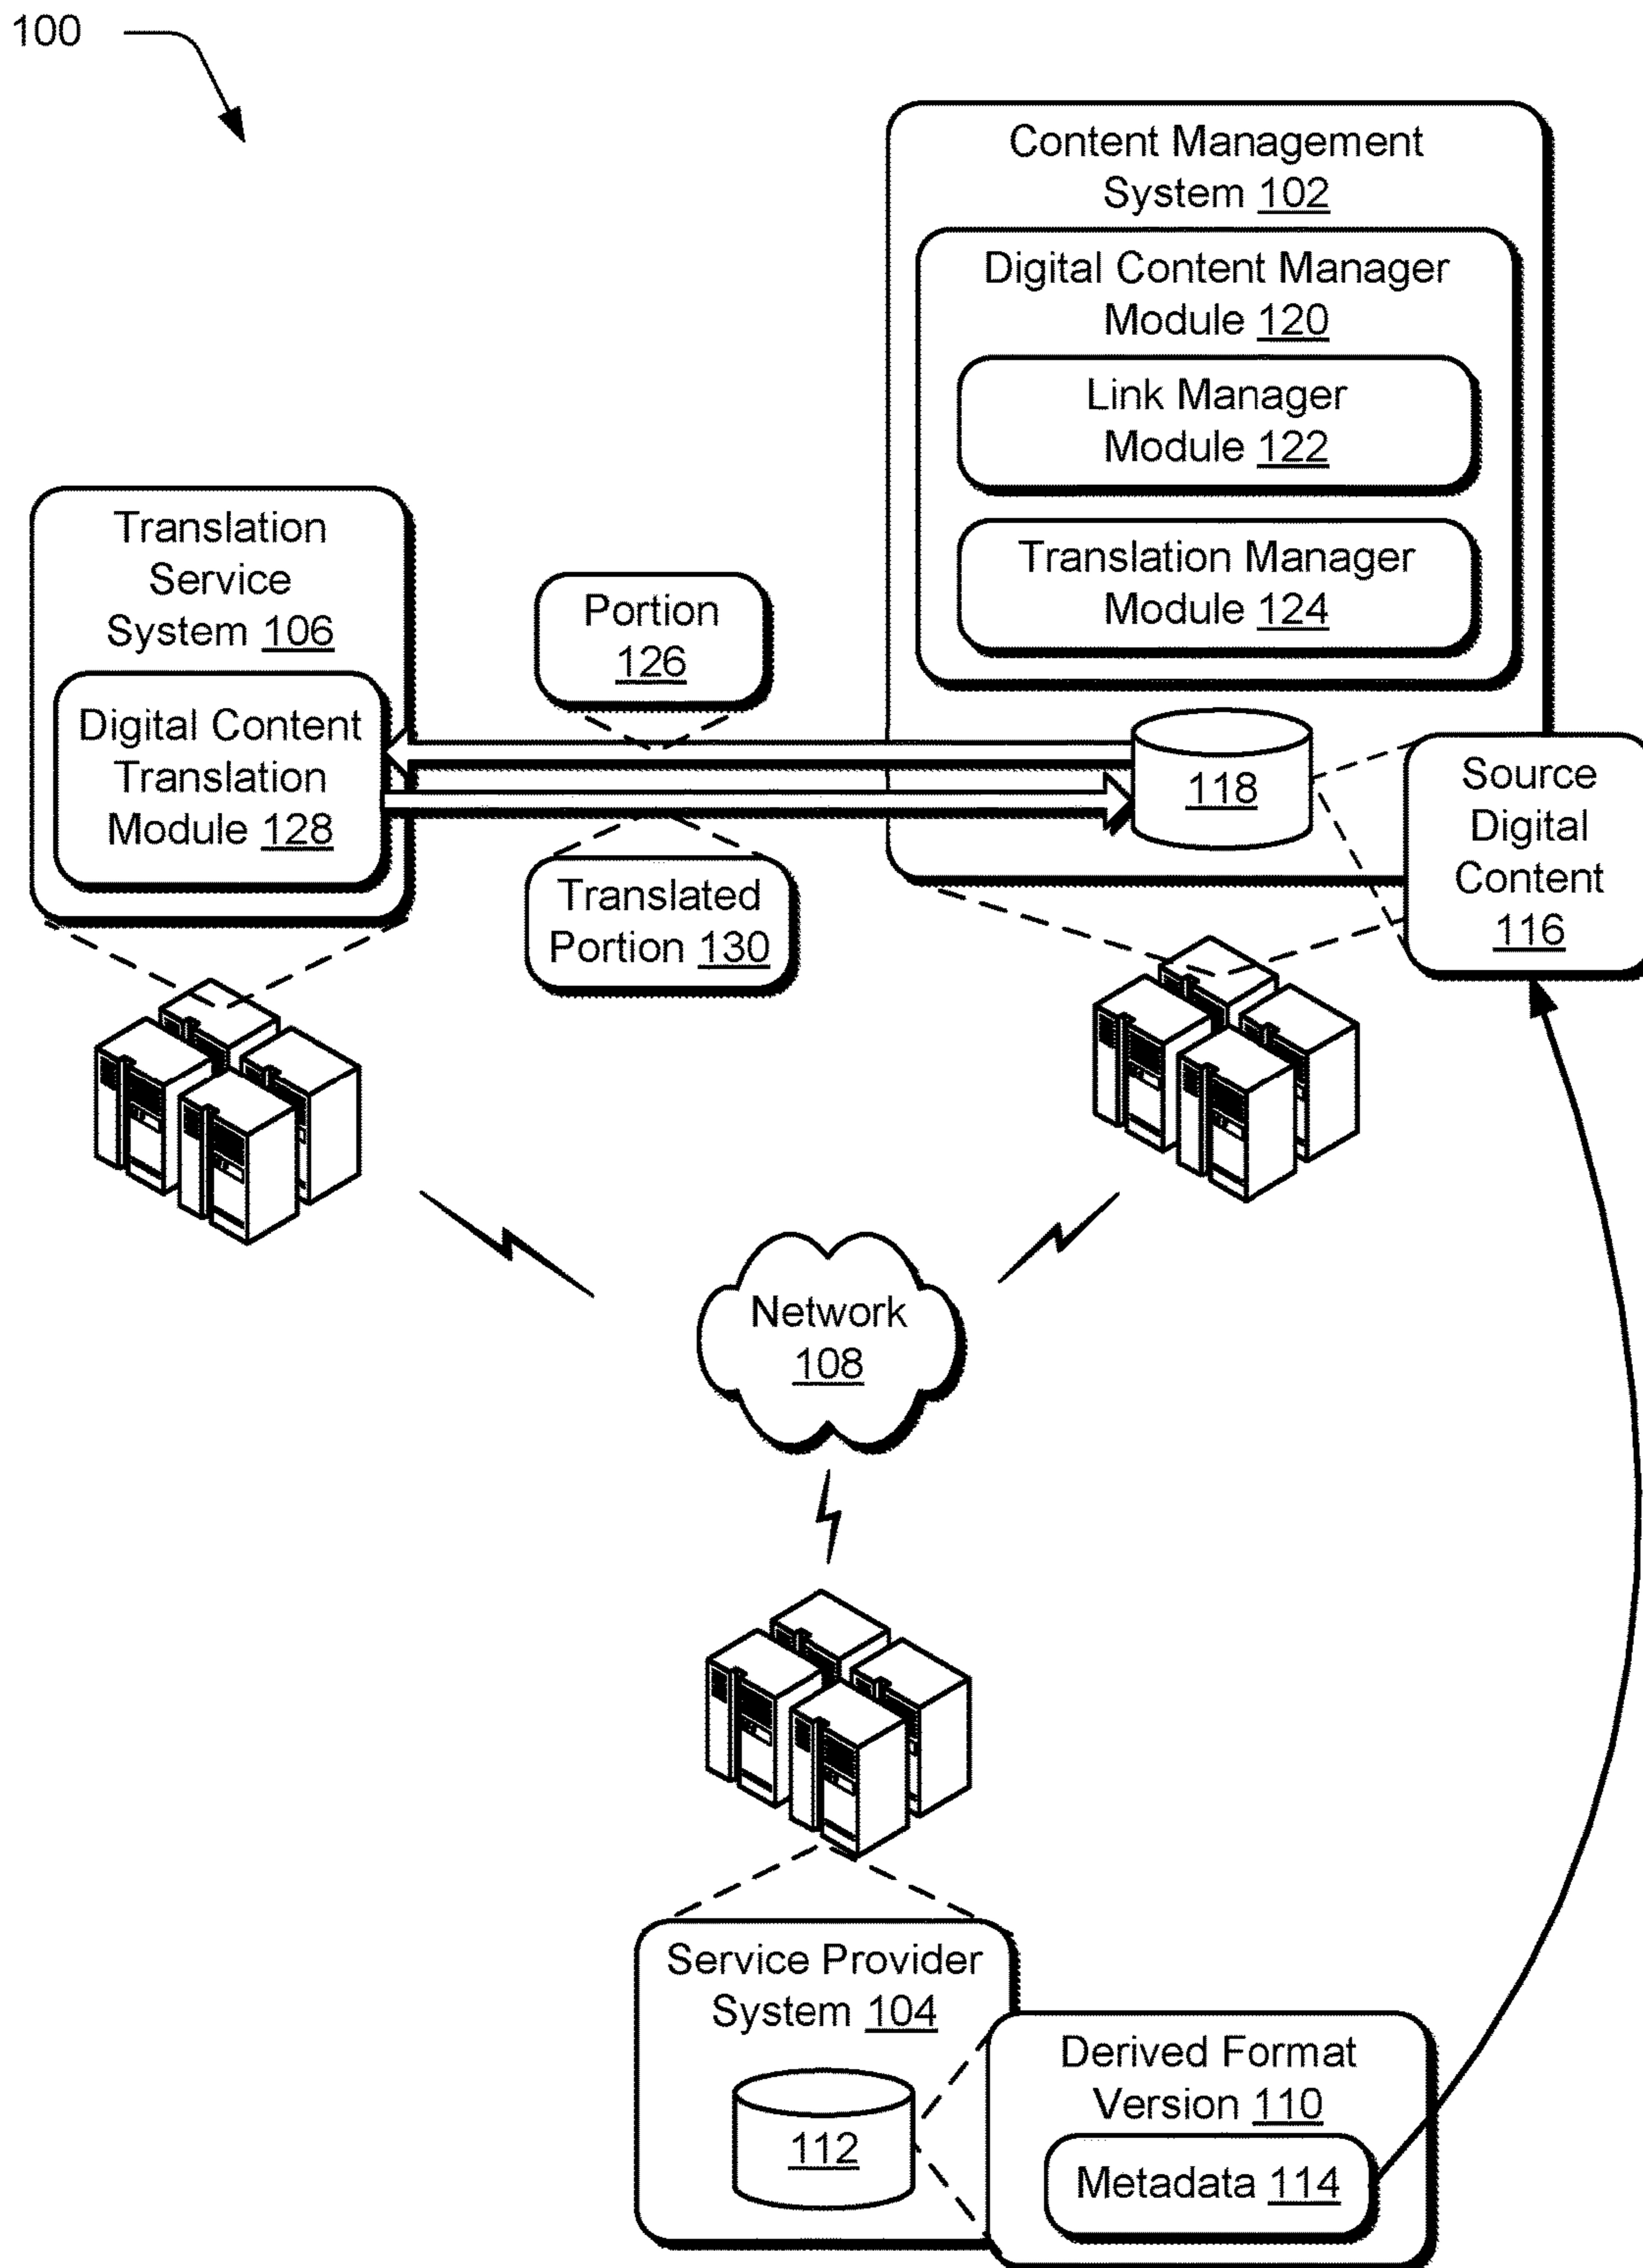 100
Content Management
System 102
Digital Content Manager
Module 120
Link Manager
Module 122
Translation Manager
Module 124
Translation
Service
System 106
Digital Content
Translation
Module 128
Portion
126
Translated
Portion 130
118
Source
Digital
Content
116
Network
108
Service Provider
System 104
112
Derived Format
Version 110
Metadata 114